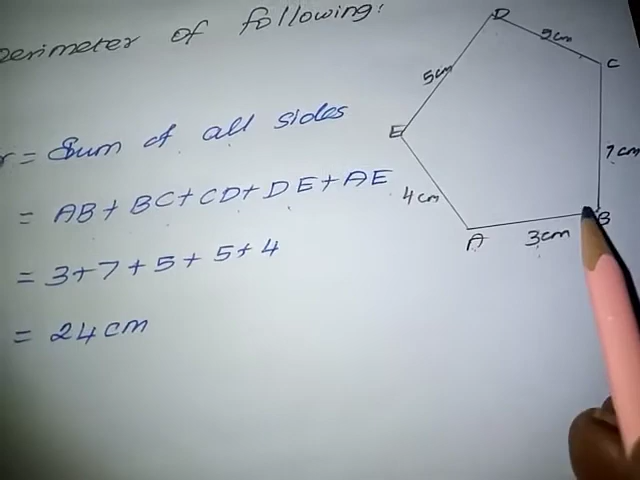 perimeter of following:
r = Sum of all sides
= AB + BC + CD + DE + AE
= 3 + 7 + 5 + 5 + 4
= 24 cm
D
C
5cm
E
7cm
4cm
B
A
3cm